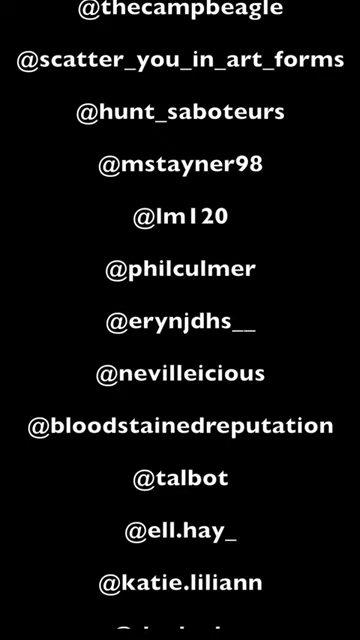 @thecampbeagle
@scatter_you_in_art_forms
@hunt_saboteurs
@mstayner98
@lm120
@philculmer
@erynjdhs__
@nevilleicious
@bloodstainedreputation
@talbot
@ell.hay_
@katie.liliann